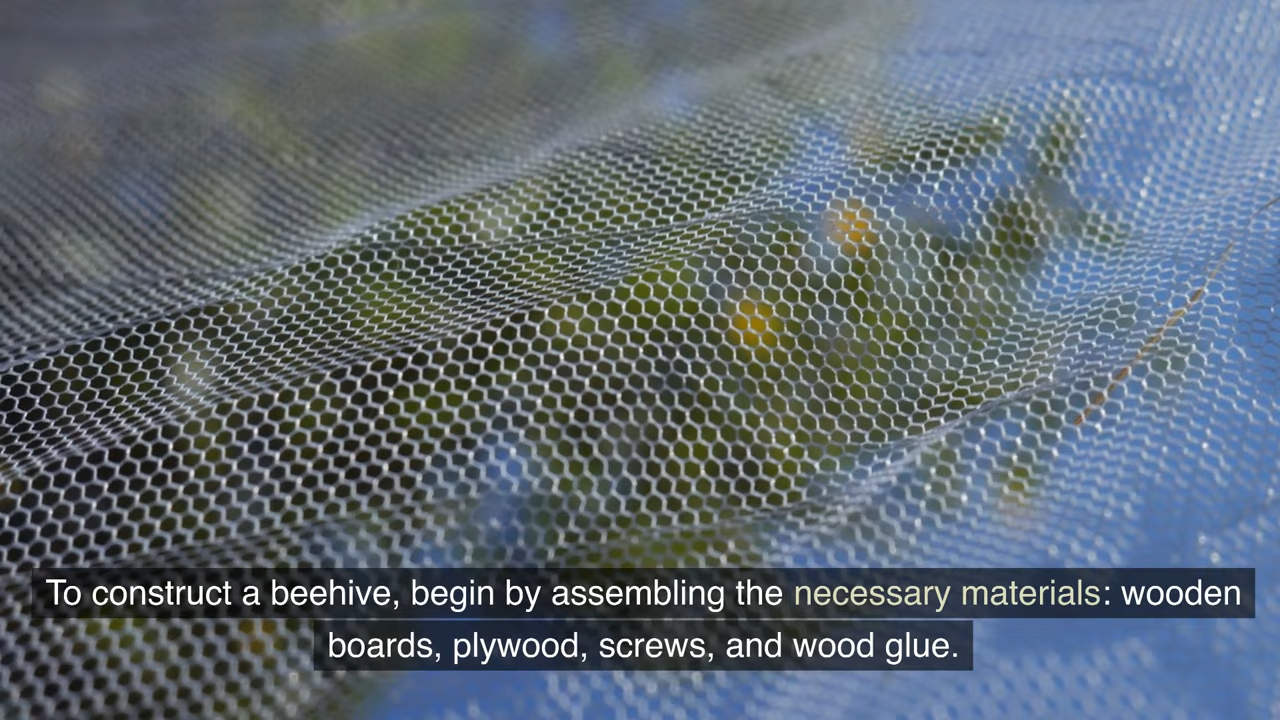 To construct a beehive, begin by assembling the necessary materials: wooden
boards, plywood, screws, and wood glue.